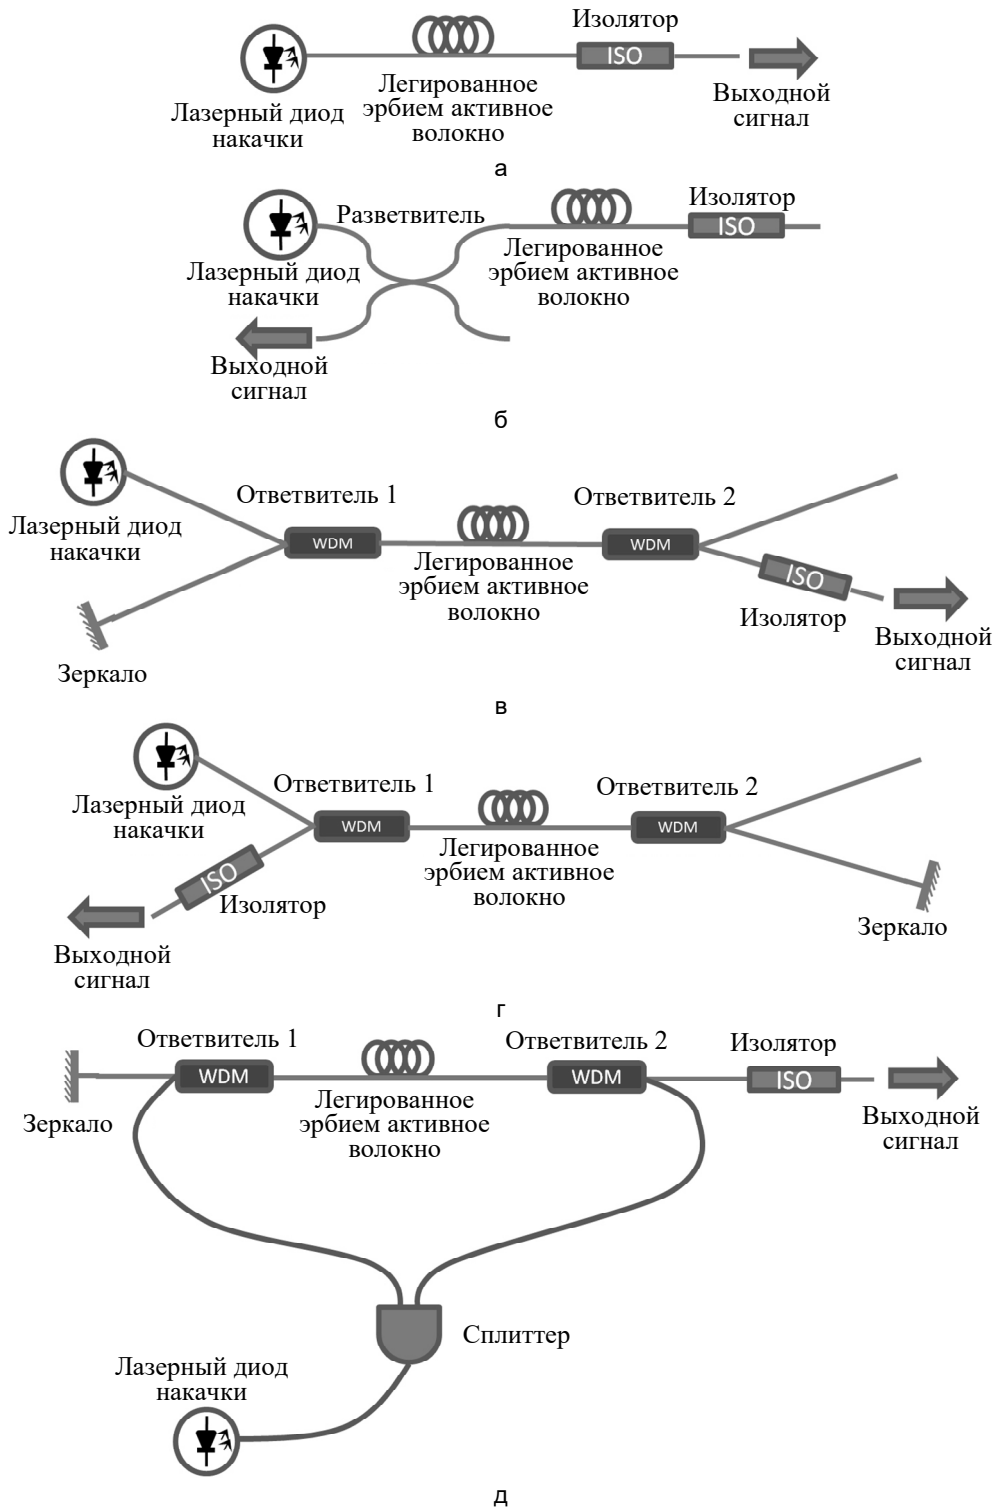 Изолятор
ISO
Легированное
эрбием активное
волокно
Лазерный диод
накачки
Выходной
сигнал
а
Разветвитель
Изолятор
ISO
Легированное
эрбием активное
волокно
Лазерный диод
накачки
Выходной
сигнал
б
Ответвитель 1
Ответвитель 2
Лазерный диод
накачки
WDM
WDM
Легированное
эрбием активное
волокно
ISO
Изолятор
Выходной
сигнал
Зеркало
в
Ответвитель 1
Ответвитель 2
Лазерный диод
накачки
WDM
WDM
Легированное
эрбием активное
волокно
ISO
Изолятор
Зеркало
Выходной
сигнал
г
Ответвитель 1
Ответвитель 2
Изолятор
WDM
WDM
ISO
Зеркало
Легированное
эрбием активное
волокно
Выходной
сигнал
Сплиттер
Лазерный диод
накачки
д